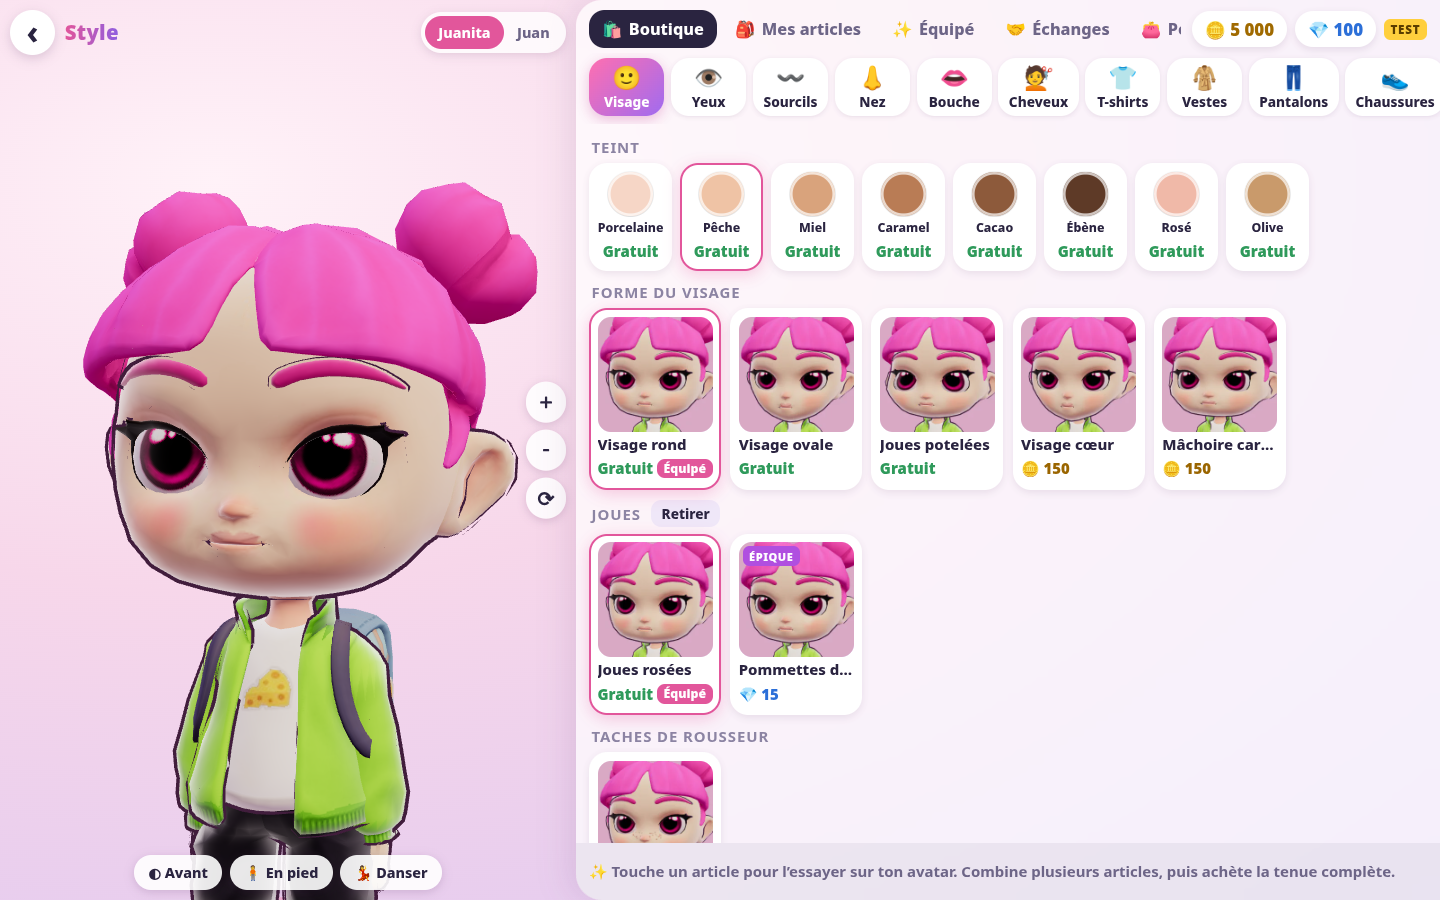 Style
Juanita Juan
Boutique Mes articles Équipé Échanges
5 000 100 TEST
Visage Yeux Sourcils Nez Bouche Cheveux T-shirts Vestes Pantalons Chaussures
TEINT
Porcelaine Pêche Miel Caramel Cacao Ébène Rosé Olive
Gratuit Gratuit Gratuit Gratuit Gratuit Gratuit Gratuit Gratuit
FORME DU VISAGE
Visage rond Visage ovale Joues potelées Visage cœur Mâchoire car...
Gratuit Équipé Gratuit Gratuit 150 150
JOUES Retirer
ÉPIQUE
Joues rosées Pommettes d...
Gratuit Équipé 15
TACHES DE ROUSSEUR
+
-
Avant En pied Danser
Touche un article pour l'essayer sur ton avatar. Combine plusieurs articles, puis achète la tenue complète.